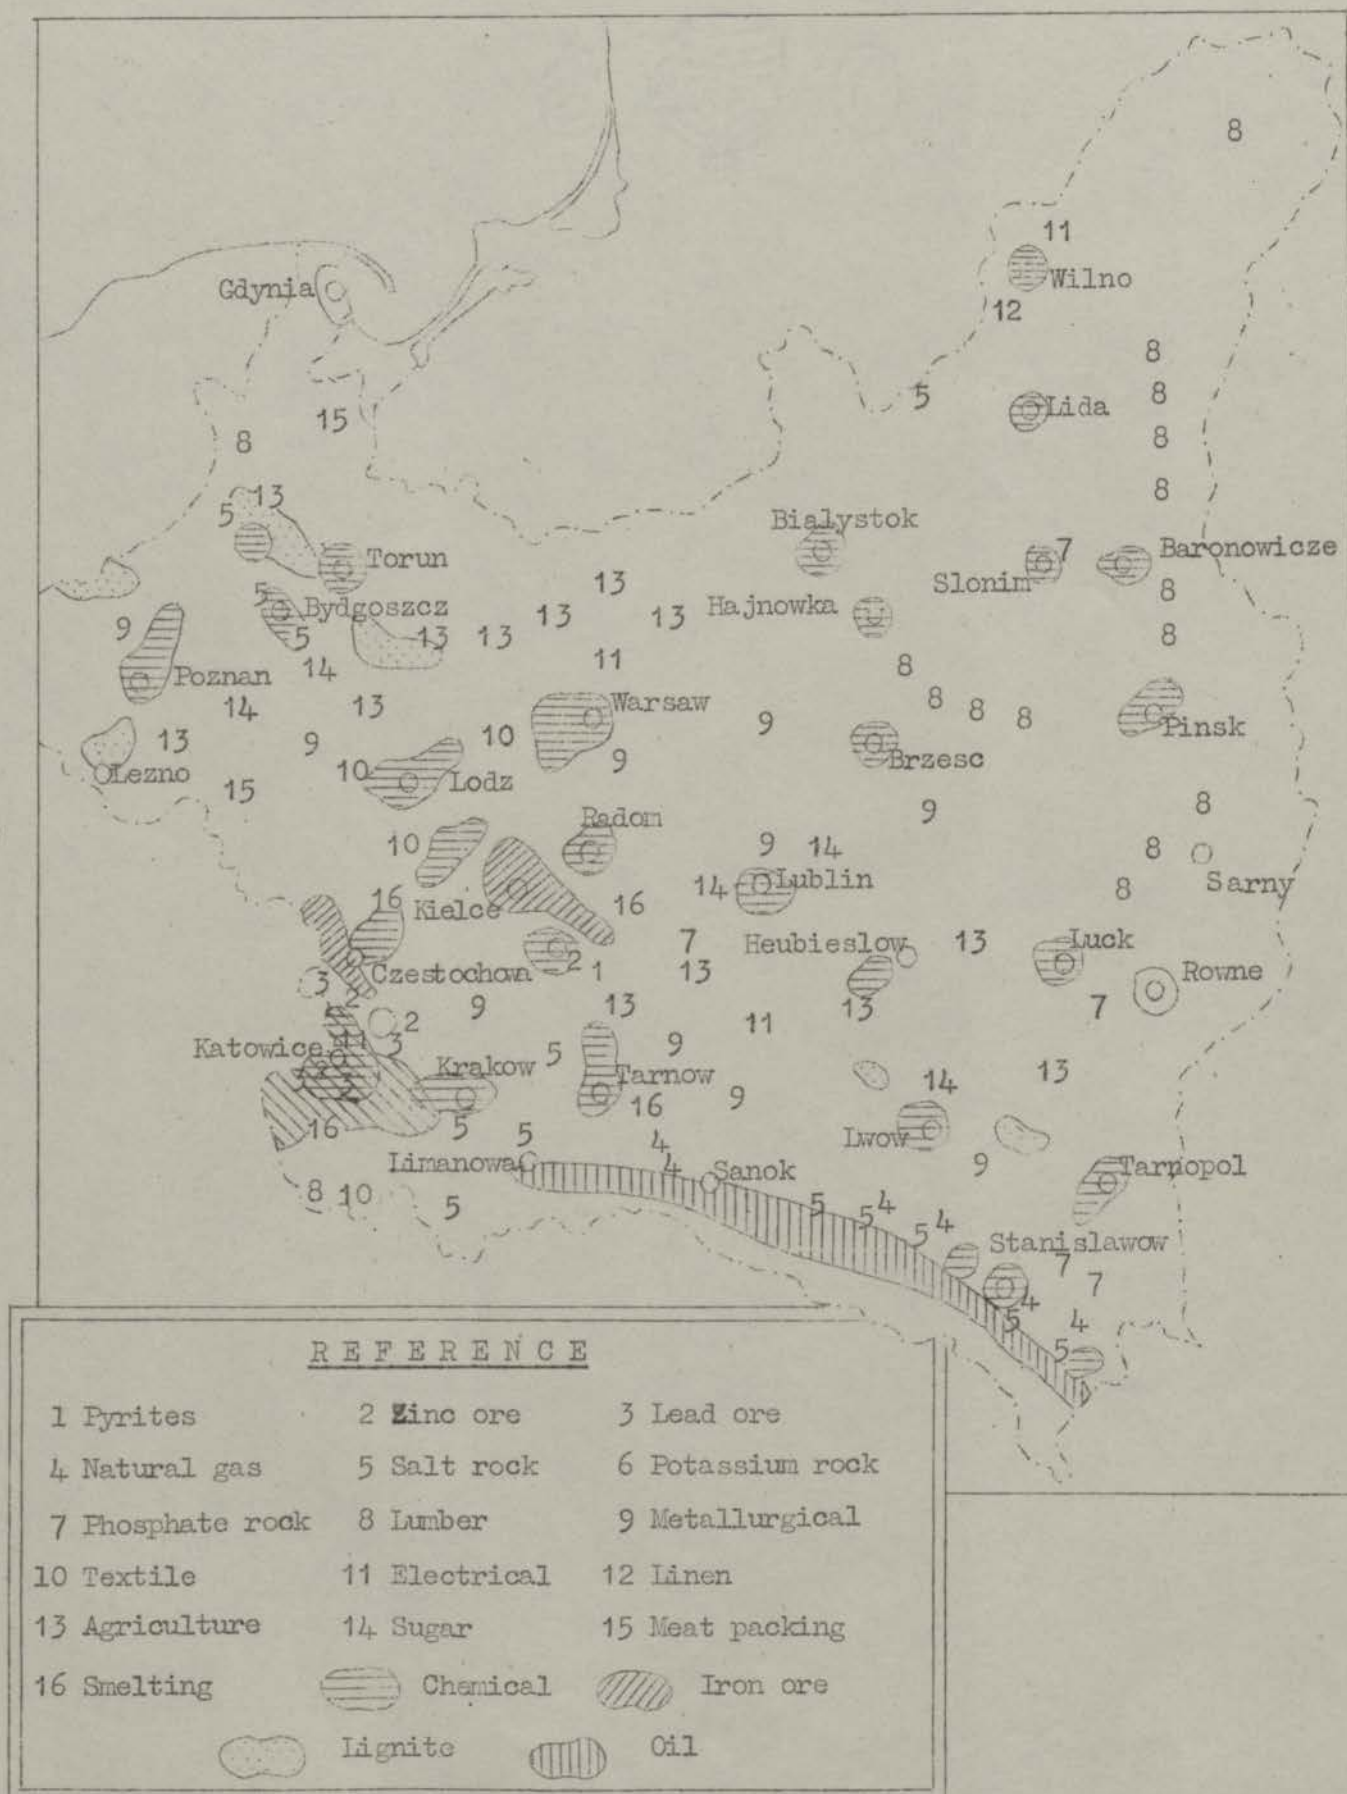 8
11
Wilno
12
Gdynia
8
5
8
Lida
15
8
8
13
8
5
Bialystok
7
Baronowicze
Torun
Slonim
13
8
5
Bydgoszcz
13
13
Hajnowka
9
5
13
13
8
14
11
8
Poznan
8
8
8
14
13
Warsaw
9
Pinsk
13
9
10
Brzesc
10
9
Lezno
Lodz
15
8
9
Radom
10
9
14
8
Sarny
14
Lublin
8
16
Kielce
16
7
Heubieslow
13
Luck
2
1
13
Rowne
3
Czestochowa
13
13
7
2
9
11
2
3
5
9
Katowice
Krakow
Tarnow
13
14
16
9
16
5
5
4
Lwow
9
Limanowa
4
Sanok
Tarnopol
8
10
5
5
5
4
5
4
Stanislawow
7
7
4
5
4
5
REFERENCE
1 Pyrites 2 Zinc ore 3 Lead ore
4 Natural gas 5 Salt rock 6 Potassium rock
7 Phosphate rock 8 Lumber 9 Metallurgical
10 Textile 11 Electrical 12 Linen
13 Agriculture 14 Sugar 15 Meat packing
16 Smelting Chemical Iron ore
Lignite Oil